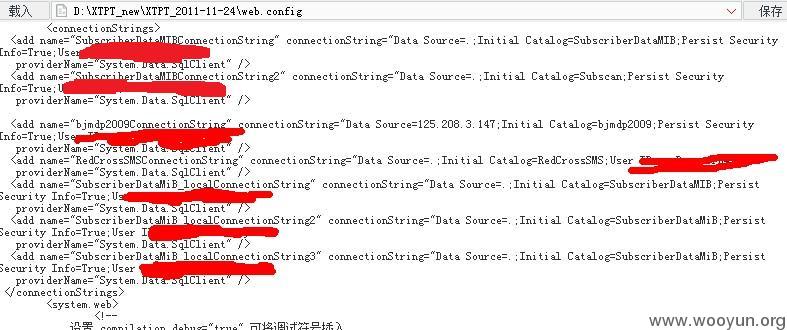 载入 D:\XTPT_new\XTPT_2011-11-24\web.config 保存
<connectionStrings>
<add name="SubscriberDataMIBConnectionString" connectionString="Data Source=.;Initial Catalog=SubscriberDataMIB;Persist Security
Info=True;User
providerName="System.Data.SqlClient" />
<add name="SubscriberDataMIBConnectionString2" connectionString="Data Source=.;Initial Catalog=Subscan;Persist Security
Info=True;
providerName="System.Data.SqlClient" />
<add name="bjmdp2009ConnectionString" connectionString="Data Source=125.208.3.147;Initial Catalog=bjmdp2009;Persist Security
Info=True;User
providerName="System.Data.SqlClient" />
<add name="RedCrossSMSConnectionString" connectionString="Data Source=.;Initial Catalog=RedCrossSMS;User
providerName="System.Data.SqlClient" />
<add name="SubscriberDataMiB_localConnectionString" connectionString="Data Source=.;Initial Catalog=SubscriberDataMIB;Persist
Security Info=True;User
providerName="System.Data.SqlClient" />
<add name="SubscriberDataMiB_localConnectionString2" connectionString="Data Source=.;Initial Catalog=SubscriberDataMiB;Persist
Security Info=True;User
providerName="System.Data.SqlClient" />
<add name="SubscriberDataMiB_localConnectionString3" connectionString="Data Source=.;Initial Catalog=SubscriberDataMiB;Persist
Security Info=True;User
providerName="System.Data.SqlClient" />
</connectionStrings>
<system.web>
<!--
设置 compilation debug="true" 可将调试符号插入
www.wooyun.org